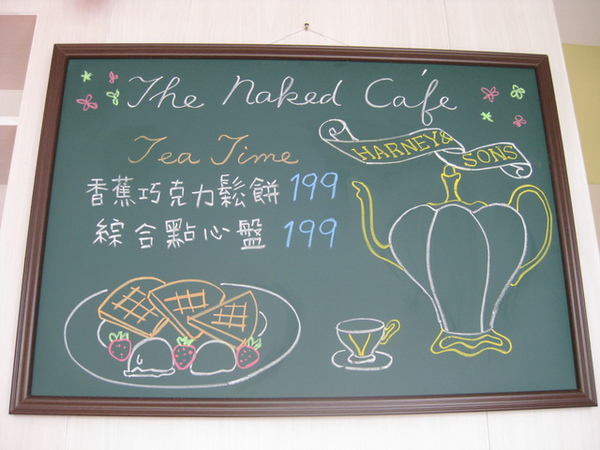 The Naked Café
HARNEY & SONS
Tea Time
香蕉巧克力鬆餅 199
綜合點心盤 199